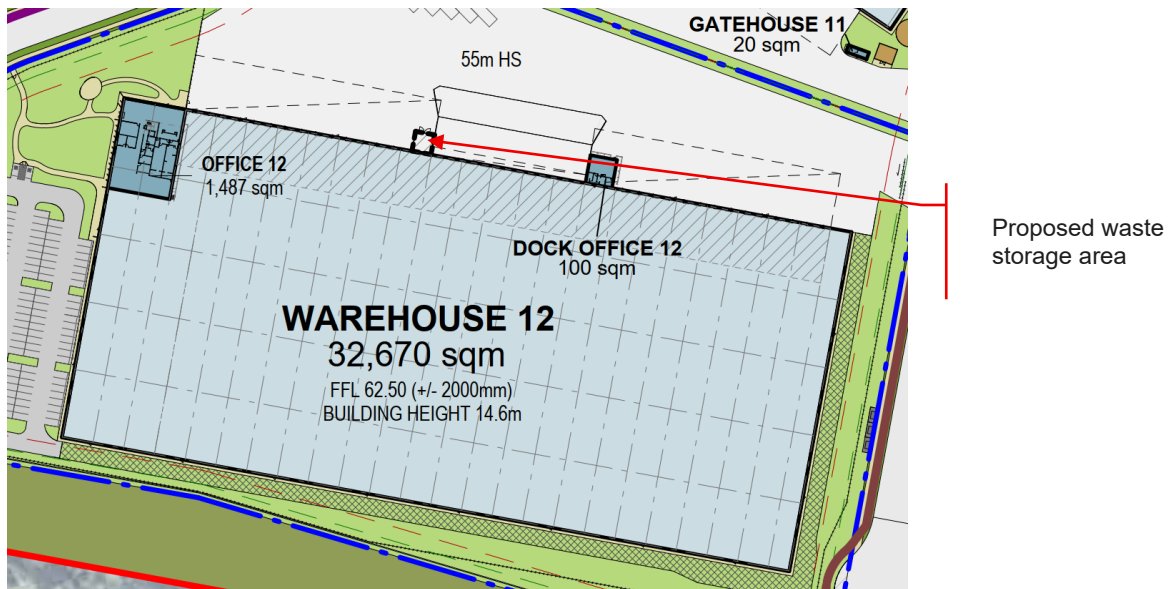 GATEHOUSE 11
20 sqm
55m HS
OFFICE 12
1,487 sqm
Proposed waste
storage area
DOCK OFFICE 12
100 sqm
WAREHOUSE 12
32,670 sqm
FFL 62.50 (+/- 2000mm)
BUILDING HEIGHT 14.6m